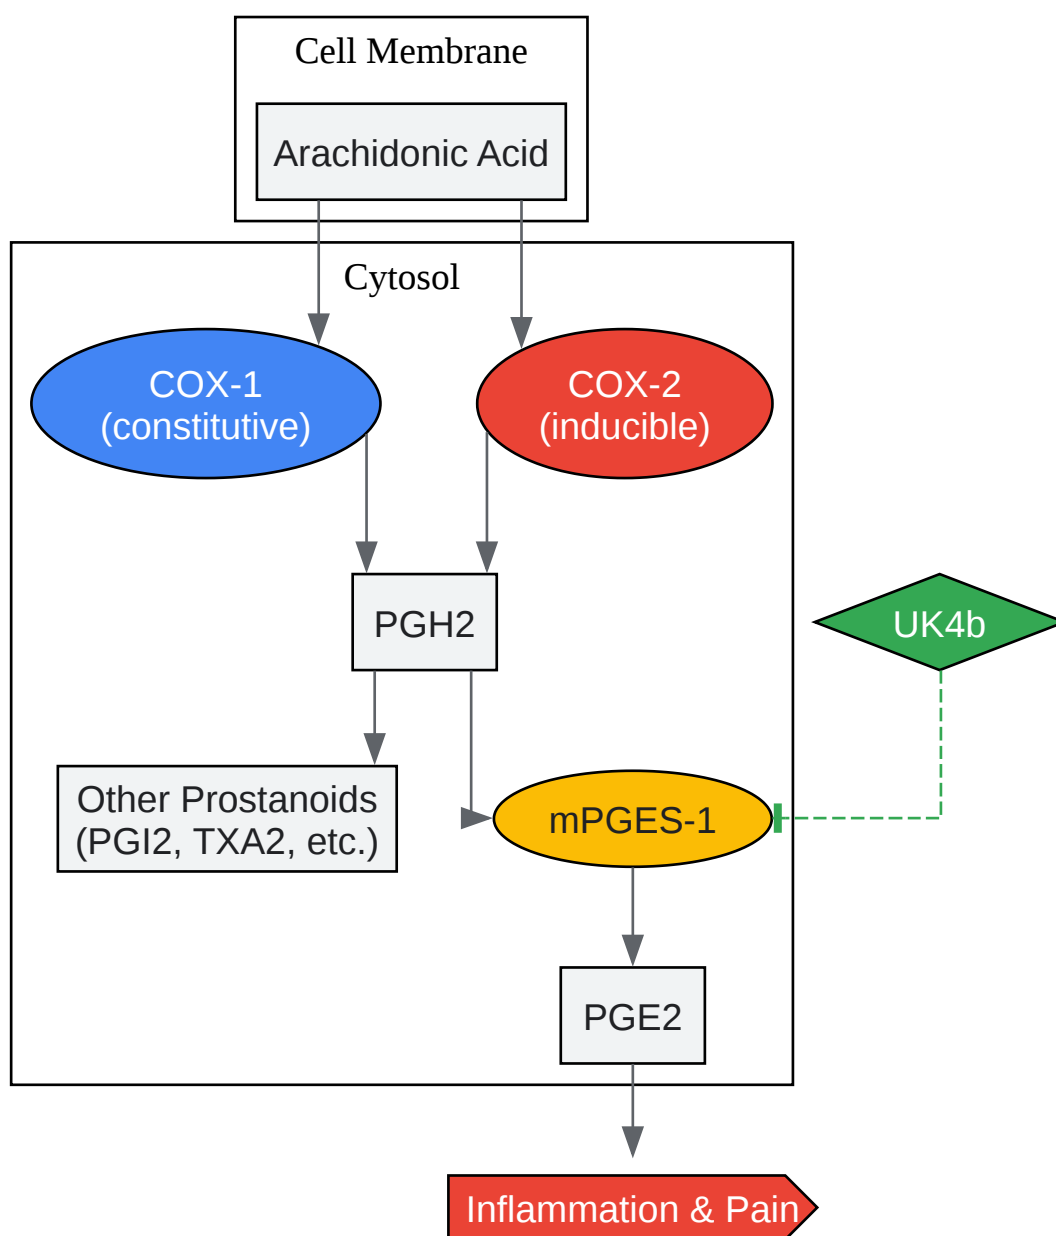 Cell Membrane
Arachidonic Acid
Cytosol
COX-1
(constitutive)
COX-2
(inducible)
PGH2
UK4b
Other Prostanoids
(PGI2, TXA2, etc.)
mPGES-1
PGE2
Inflammation & Pain